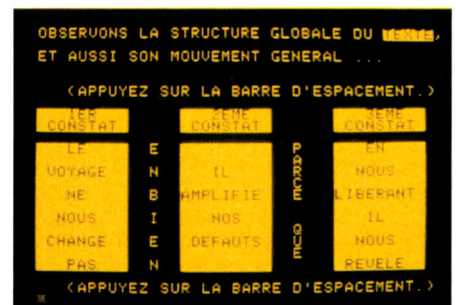 OBSERVONS LA STRUCTURE GLOBALE DU TEXTE,
ET AUSSI SON MOUVEMENT GENERAL ...
(APPUYEZ SUR LA BARRE D'ESPACEMENT.)
1ER CONSTAT
2EME CONSTAT
3EME CONSTAT
LE
VOYAGE
NE
NOUS
CHANGE
PAS
E
N
B
I
E
N
IL
AMPLIFIE
NOS
DEFAUTS
PARCE QUE
EN
NOUS
LIBERANT
IL
NOUS
REVELE
(APPUYEZ SUR LA BARRE D'ESPACEMENT.)